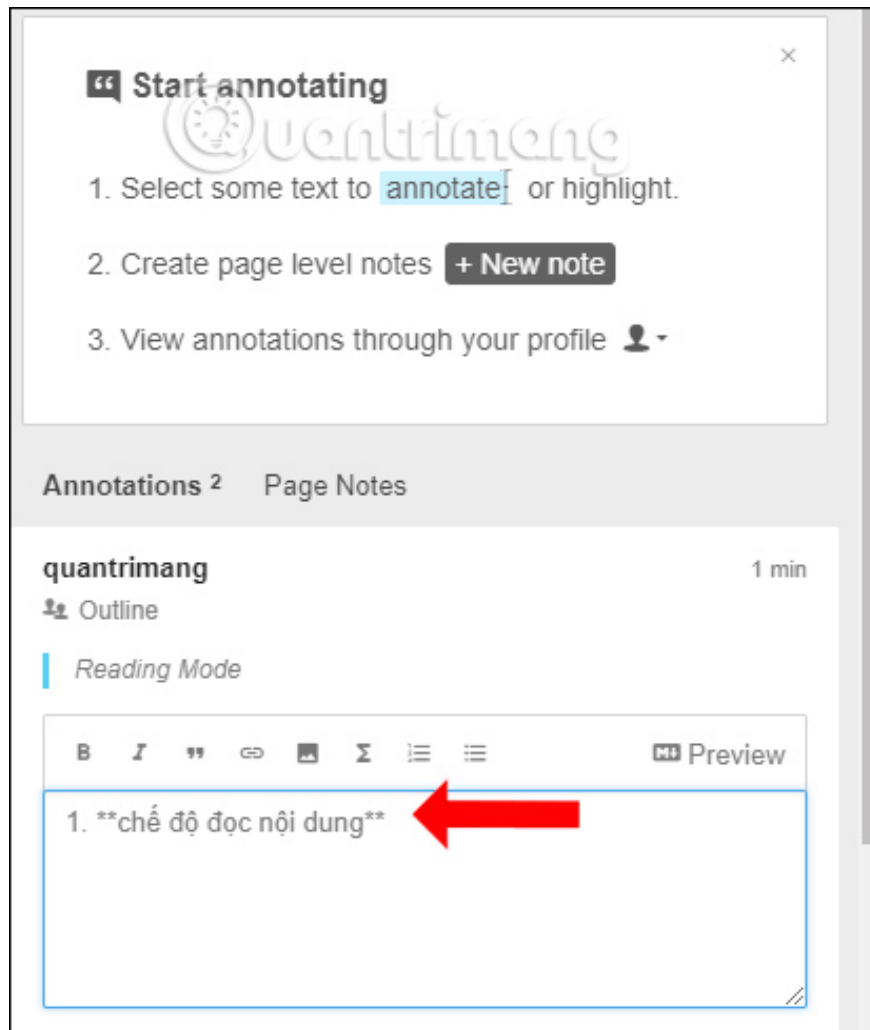 Start annotating
Quantrimang
1. Select some text to annotate or highlight.
2. Create page level notes + New note
3. View annotations through your profile
Annotations 2 Page Notes
quantrimang 1 min
Outline
Reading Mode
B I " Σ M↓ Preview
1. **chế độ đọc nội dung**